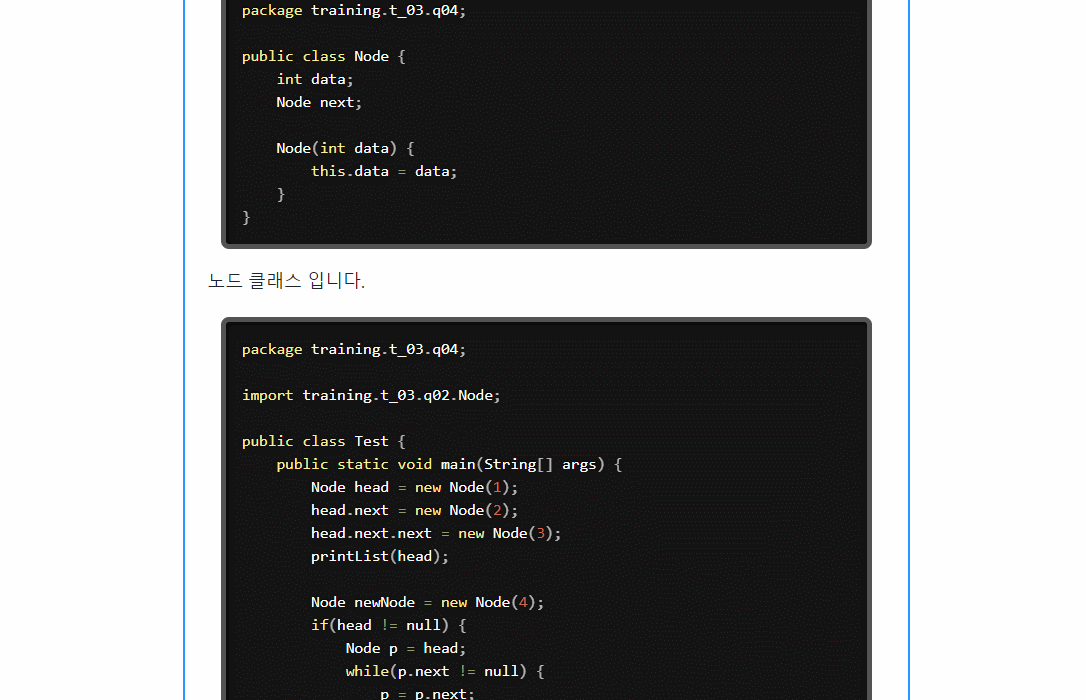 package training.t_03.q04;
public class Node {
    int data;
    Node next;
    Node(int data) {
        this.data = data;
    }
}
노드 클래스 입니다.
package training.t_03.q04;
import training.t_03.q02.Node;
public class Test {
    public static void main(String[] args) {
        Node head = new Node(1);
        head.next = new Node(2);
        head.next.next = new Node(3);
        printList(head);
        Node newNode = new Node(4);
        if(head != null) {
            Node p = head;
            while(p.next != null) {
                p = p.next;